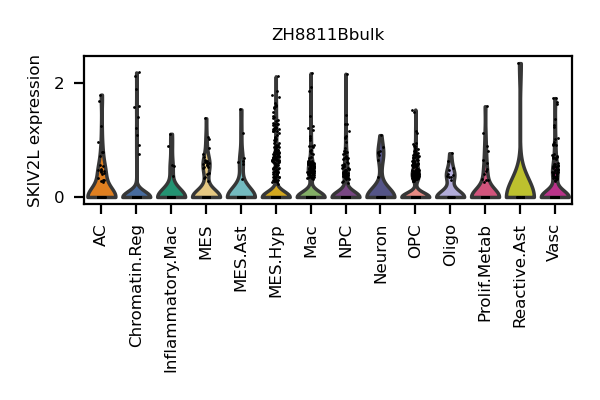 ZH8811Bbulk
SKIV2L expression
2
0
AC
Chromatin.Reg
Inflammatory.Mac
MES
MES.Ast
MES.Hyp
Mac
NPC
Neuron
OPC
Oligo
Prolif.Metab
Reactive.Ast
Vasc